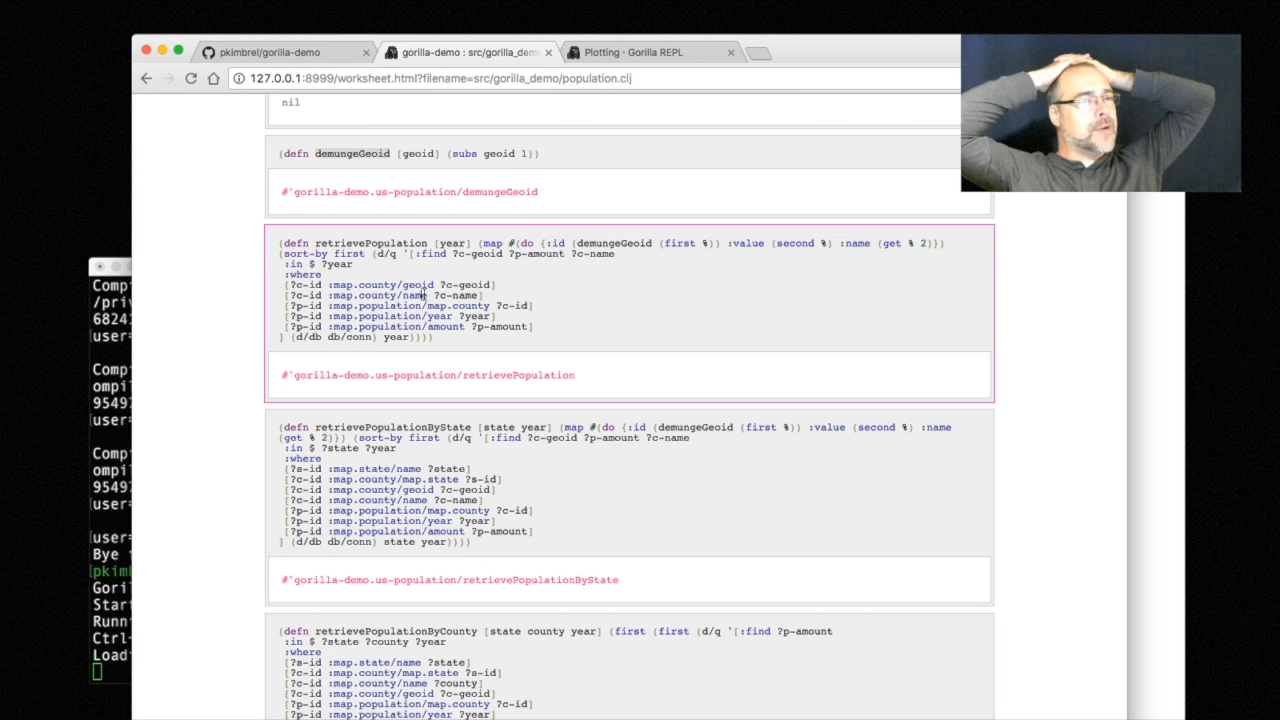 pkimbrel/gorilla-demo
gorilla-demo : src/gorilla_demo
Plotting · Gorilla REPL
127.0.0.1:8999/worksheet.html?filename=src/gorilla_demo/population.clj
nil
(defn demungeGeoid [geoid] (subs geoid 1))
#'gorilla-demo.us-population/demungeGeoid
(defn retrievePopulation [year] (map #(do {:id (demungeGeoid (first %)) :value (second %) :name (get % 2)})
(sort-by first (d/q '[:find ?c-geoid ?p-amount ?c-name
:in $ ?year
:where
[?c-id :map.county/geoid ?c-geoid]
[?c-id :map.county/name ?c-name]
[?p-id :map.population/map.county ?c-id]
[?p-id :map.population/year ?year]
[?p-id :map.population/amount ?p-amount]
] (d/db db/conn) year))))
#'gorilla-demo.us-population/retrievePopulation
(defn retrievePopulationByState [state year] (map #(do {:id (demungeGeoid (first %)) :value (second %) :name
(get % 2)}) (sort-by first (d/q '[:find ?c-geoid ?p-amount ?c-name
:in $ ?state ?year
:where
[?s-id :map.state/name ?state]
[?c-id :map.county/map.state ?s-id]
[?c-id :map.county/geoid ?c-geoid]
[?c-id :map.county/name ?c-name]
[?p-id :map.population/map.county ?c-id]
[?p-id :map.population/year ?year]
[?p-id :map.population/amount ?p-amount]
] (d/db db/conn) state year))))
#'gorilla-demo.us-population/retrievePopulationByState
(defn retrievePopulationByCounty [state county year] (first (first (d/q '[:find ?p-amount
:in $ ?state ?county ?year
:where
[?s-id :map.state/name ?state]
[?c-id :map.county/map.state ?s-id]
[?c-id :map.county/name ?county]
[?c-id :map.county/geoid ?c-geoid]
[?p-id :map.population/map.county ?c-id]
[?p-id :map.population/year ?year]
Comp
/pri
6824
user=
Comp
ompi
9549
user=
Comp
ompi
9549
user=
user=
Bye
pkim
Gori
Star
Runn
Ctrl
Load